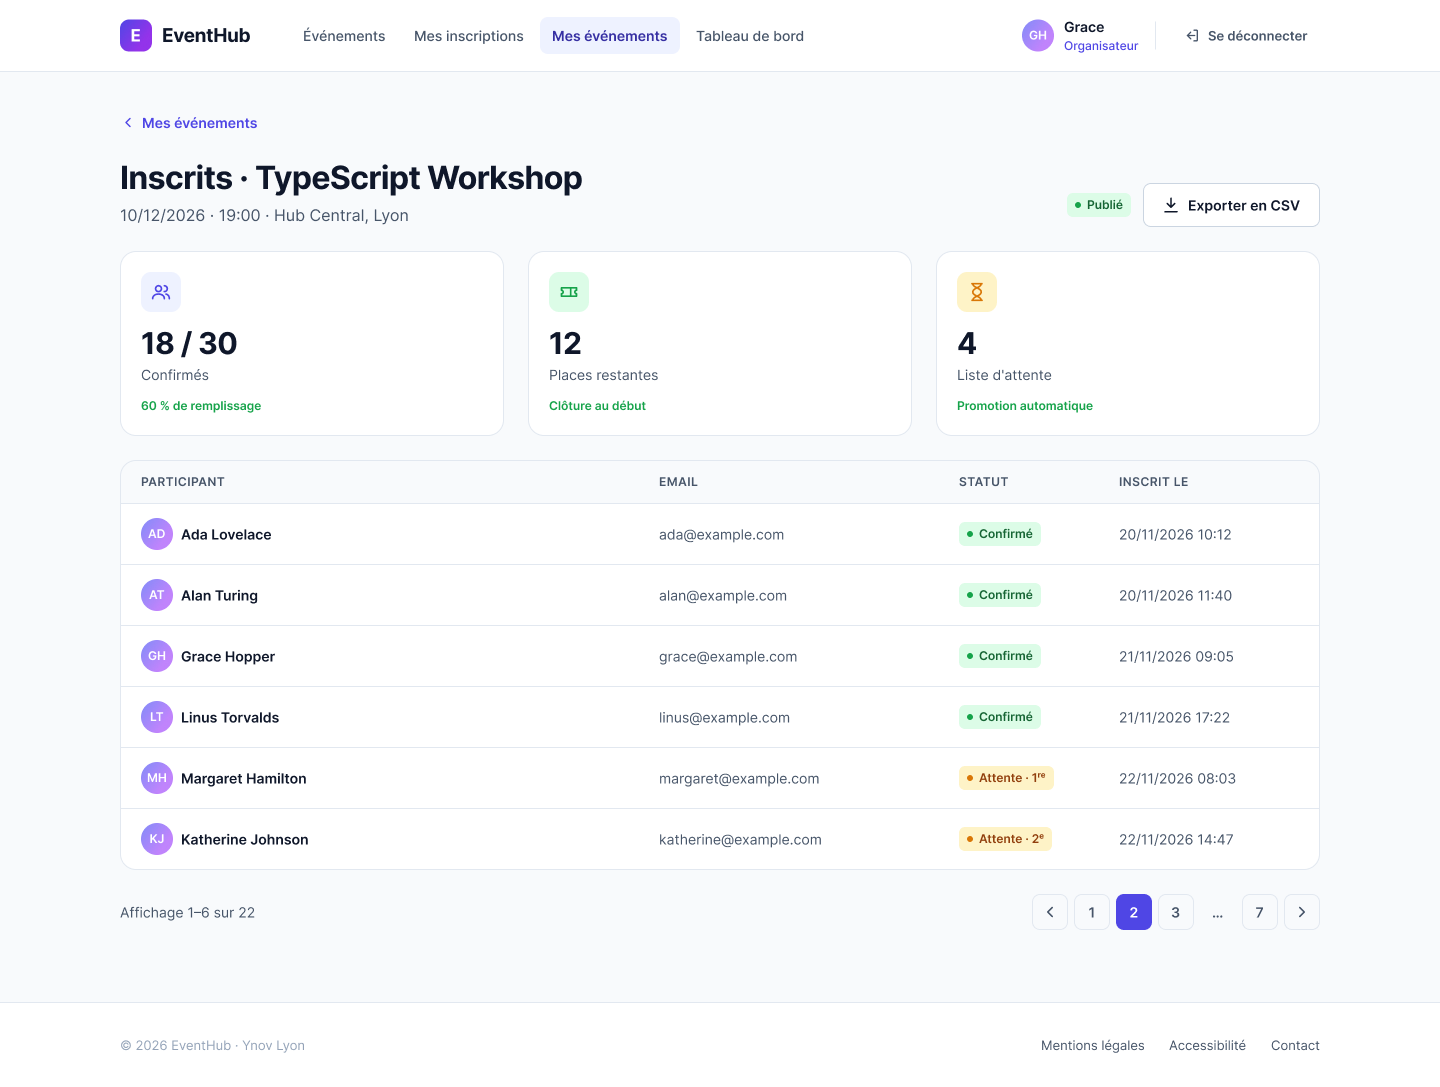 E EventHub Événements Mes inscriptions Mes événements Tableau de bord GH Grace Se déconnecter
Organisateur
Mes événements
Inscrits · TypeScript Workshop
10/12/2026 · 19:00 · Hub Central, Lyon
Publié Exporter en CSV
18 / 30
Confirmés
60 % de remplissage
12
Places restantes
Clôture au début
4
Liste d'attente
Promotion automatique
PARTICIPANT EMAIL STATUT INSCRIT LE
AD Ada Lovelace ada@example.com Confirmé 20/11/2026 10:12
AT Alan Turing alan@example.com Confirmé 20/11/2026 11:40
GH Grace Hopper grace@example.com Confirmé 21/11/2026 09:05
LT Linus Torvalds linus@example.com Confirmé 21/11/2026 17:22
MH Margaret Hamilton margaret@example.com Attente · 1ʳᵉ 22/11/2026 08:03
KJ Katherine Johnson katherine@example.com Attente · 2ᵉ 22/11/2026 14:47
Affichage 1–6 sur 22 1 2 3 … 7
© 2026 EventHub · Ynov Lyon Mentions légales Accessibilité Contact